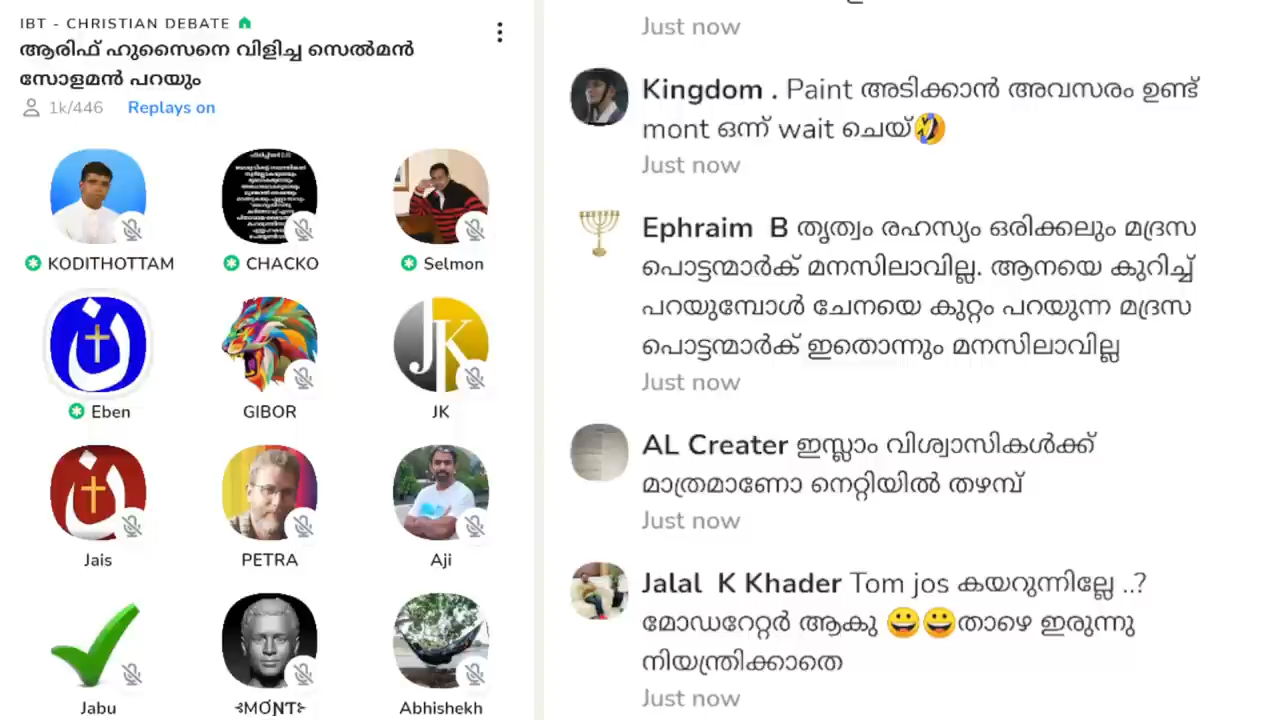 IBT - CHRISTIAN DEBATE
ആരിഫ് ഹുസൈനെ വിളിച്ച സെൽമൻ
സോളമൻ പറയും
1k/446 Replays on
KODITHOTTAM
CHACKO
Selmon
Eben
GIBOR
JK
JK
Jais
PETRA
Aji
Jabu
MONT
Abhishekh
Just now
Kingdom . Paint അടിക്കാൻ അവസരം ഉണ്ട്
mont ഒന്ന് wait ചെയ്🤣
Just now
Ephraim B തൃത്വം രഹസ്യം ഒരിക്കലും മദ്രസ
പൊട്ടന്മാർക് മനസിലാവില്ല. ആനയെ കുറിച്ച്
പറയുമ്പോൾ ചേനയെ കുറ്റം പറയുന്ന മദ്രസ
പൊട്ടന്മാർക് ഇതൊന്നും മനസിലാവില്ല
Just now
AL Creater ഇസ്ലാം വിശ്വാസികൾക്ക്
മാത്രമാണോ നെറ്റിയിൽ തഴമ്പ്
Just now
Jalal K Khader Tom jos കയറുന്നില്ലേ ..?
മോഡറേറ്റർ ആകു 😀😀താഴെ ഇരുന്നു
നിയന്ത്രിക്കാതെ
Just now